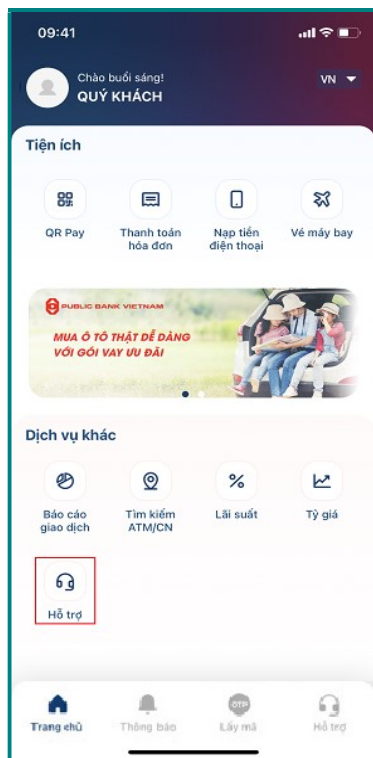 09:41
Chào buổi sáng!
QUÝ KHÁCH
VN
Tiện ích
QR Pay
Thanh toán
hóa đơn
Nạp tiền
điện thoại
Vé máy bay
PUBLIC BANK VIETNAM
MUA Ô TÔ THẬT DỄ DÀNG
VỚI GÓI VAY ƯU ĐÃI
Dịch vụ khác
Báo cáo
giao dịch
Tìm kiếm
ATM/CN
Lãi suất
Tỷ giá
Hỗ trợ
Trang chủ
Thông báo
OTP
Lấy mã
Hỗ trợ